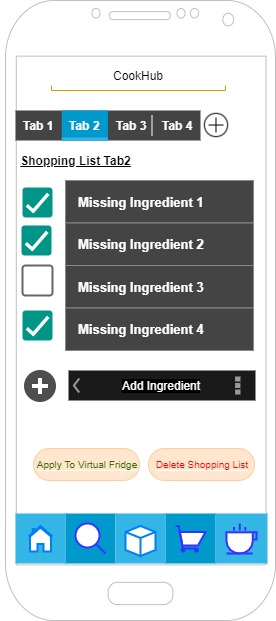 CookHub
Tab 1 Tab 2 Tab 3 Tab 4
Shopping List Tab2
Missing Ingredient 1
Missing Ingredient 2
Missing Ingredient 3
Missing Ingredient 4
Add Ingredient
Apply To Virtual Fridge Delete Shopping List